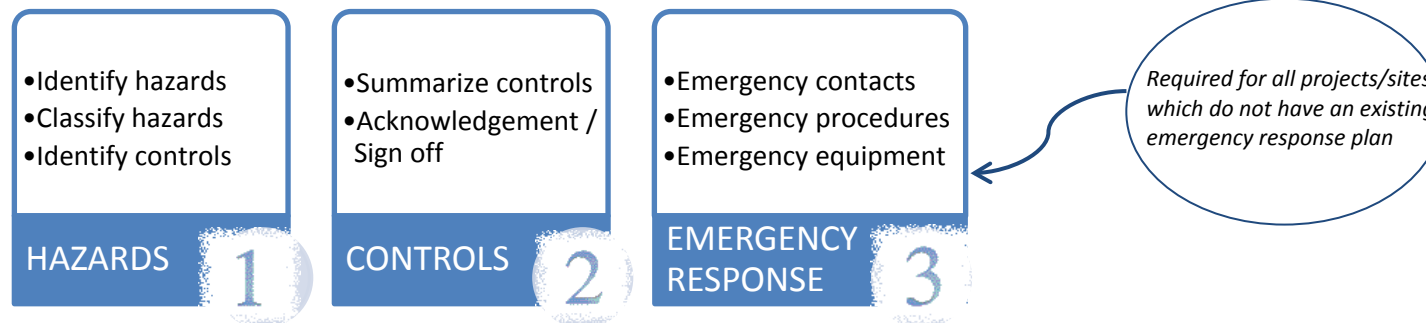 •Identify hazards
•Classify hazards
•Identify controls
HAZARDS
1
•Summarize controls
•Acknowledgement /
Sign off
CONTROLS
2
•Emergency contacts
•Emergency procedures
•Emergency equipment
EMERGENCY
RESPONSE
3
Required for all projects/sites
which do not have an existing
emergency response plan